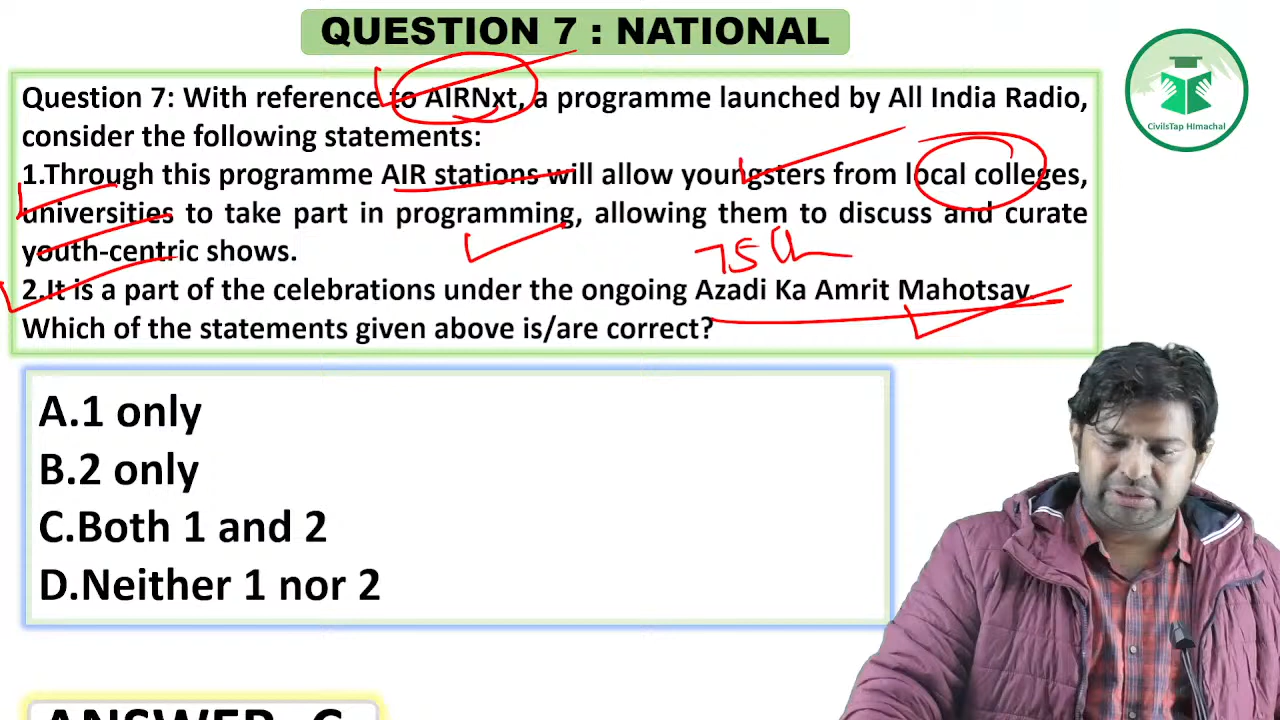 QUESTION 7 : NATIONAL
Question 7: With reference to AIRNxt, a programme launched by All India Radio,
consider the following statements:
1.Through this programme AIR stations will allow youngsters from local colleges,
universities to take part in programming, allowing them to discuss and curate
youth-centric shows.
75th
2.It is a part of the celebrations under the ongoing Azadi Ka Amrit Mahotsav.
Which of the statements given above is/are correct?
CivilsTap Himachal
A.1 only
B.2 only
C.Both 1 and 2
D.Neither 1 nor 2
ANSWER- C